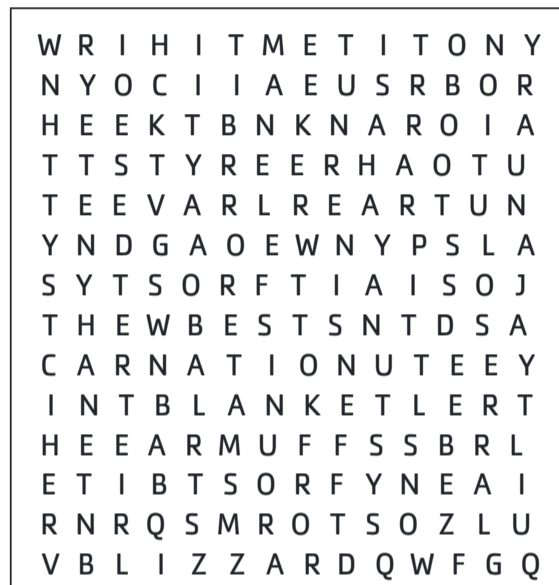 W R I H I T M E T I T O N Y
N Y O C I I A E U S R B O R
H E E K T B N K N A R O I A
T T S T Y R E E R H A O T U
T E E V A R L R E A R T U N
Y N D G A O E W N Y P S L A
S Y T S O R F T I A I S O J
T H E W B E S T S N T D S A
C A R N A T I O N U T E E Y
I N T B L A N K E T L E R T
H E E A R M U F F S S B R L
E T I B T S O R F Y N E A I
R N R Q S M R O T S O Z L U
V B L I Z Z A R D Q W F G Q